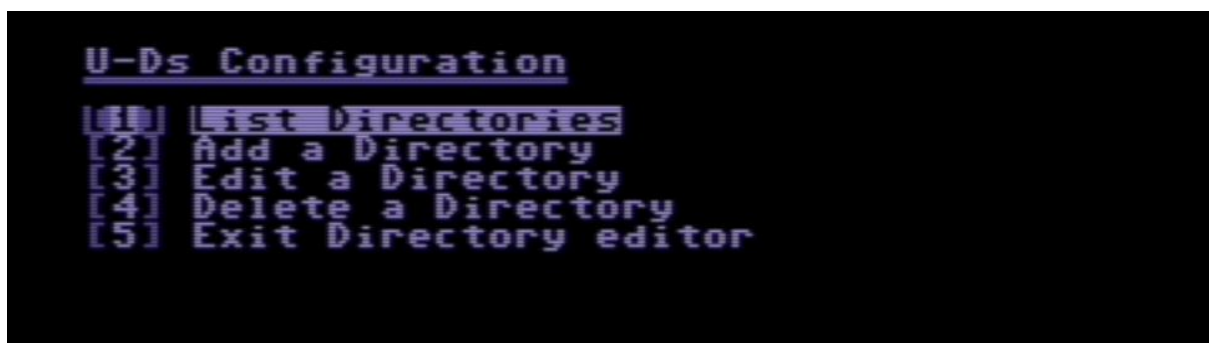 U-Ds Configuration
[1] List Directories
[2] Add a Directory
[3] Edit a Directory
[4] Delete a Directory
[5] Exit Directory editor